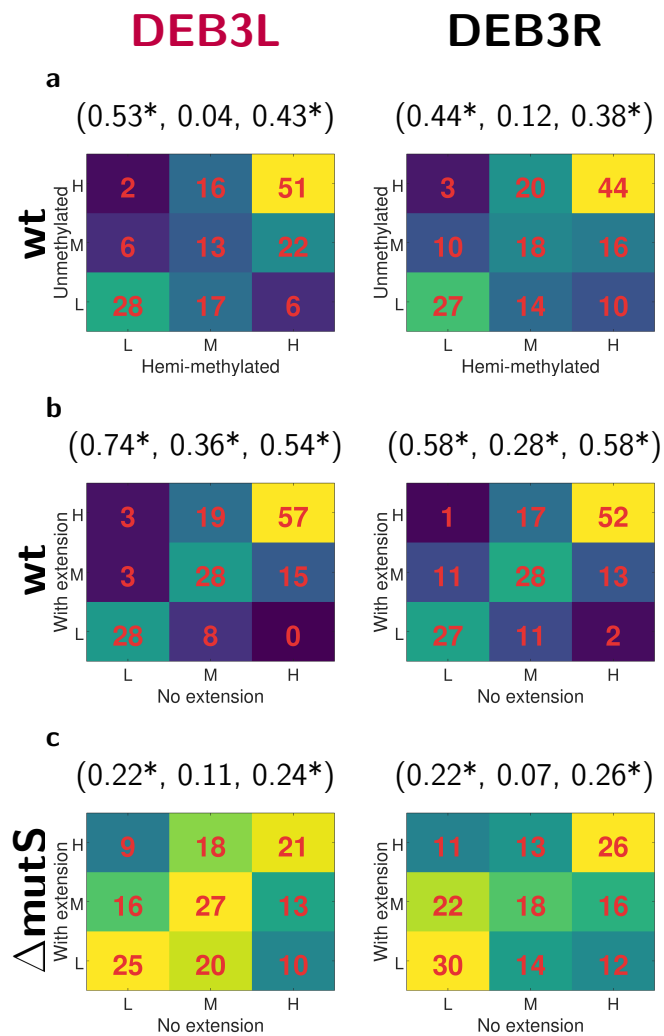 DEB3L DEB3R
a
(0.53*, 0.04, 0.43*) (0.44*, 0.12, 0.38*)
wt
Unmethylated
H 2 16 51
M 6 13 22
L 28 17 6
L M H
Hemi-methylated
Unmethylated
H 3 20 44
M 10 18 16
L 27 14 10
L M H
Hemi-methylated
b
(0.74*, 0.36*, 0.54*) (0.58*, 0.28*, 0.58*)
wt
With extension
H 3 19 57
M 3 28 15
L 28 8 0
L M H
No extension
With extension
H 1 17 52
M 11 28 13
L 27 11 2
L M H
No extension
c
(0.22*, 0.11, 0.24*) (0.22*, 0.07, 0.26*)
△mutS
With extension
H 9 18 21
M 16 27 13
L 25 20 10
L M H
No extension
With extension
H 11 13 26
M 22 18 16
L 30 14 12
L M H
No extension